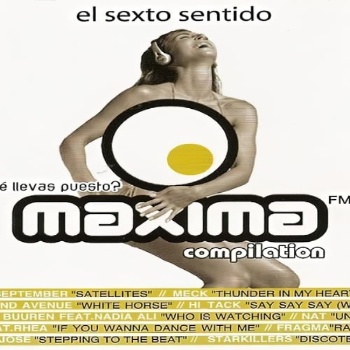 el sexto sentido
é llevas puesto?
maxima FM
compilation
SEPTEMBER "SATELLITES" // MECK "THUNDER IN MY HEAR
ND AVENUE "WHITE HORSE" // HI TACK "SAY SAY SAY (W
BUUREN FEAT.NADIA ALI "WHO IS WATCHING" // NAT "UN
AT.RHEA "IF YOU WANNA DANCE WITH ME" // FRAGMA"RA
JOSE "STEPPING TO THE BEAT" // STARKILLERS "DISCOTE